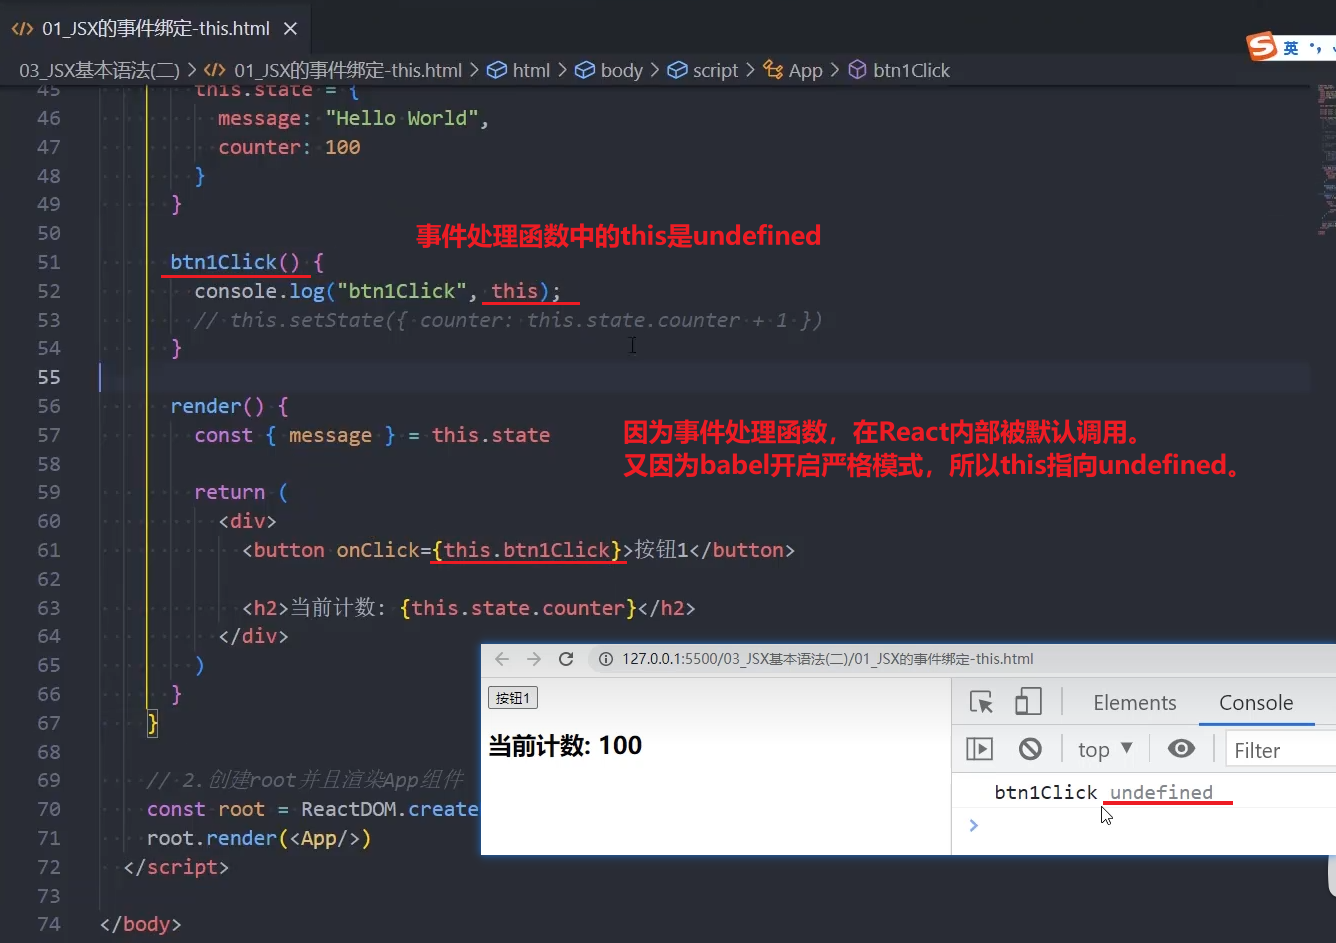 01_JSX的事件绑定-this.html
英
03_JSX基本语法(二) > 01_JSX的事件绑定-this.html > html > body > script > App > btn1Click
45 this.state = {
46 message: "Hello World",
47 counter: 100
48 }
49 }
50
事件处理函数中的this是undefined
51 btn1Click() {
52 console.log("btn1Click", this);
53 // this.setState({ counter: this.state.counter + 1 })
54 }
55
56 render() {
57 const { message } = this.state
因为事件处理函数，在React内部被默认调用。
又因为babel开启严格模式，所以this指向undefined。
58
59 return (
60 <div>
61 <button onClick={this.btn1Click}>按钮1</button>
62
63 <h2>当前计数: {this.state.counter}</h2>
64 </div>
65 )
66 }
67 }
68
69 // 2.创建root并且渲染App组件
70 const root = ReactDOM.create
71 root.render(<App/>)
72 </script>
73
74 </body>
127.0.0.1:5500/03_JSX基本语法(二)/01_JSX的事件绑定-this.html
按钮1
当前计数: 100
Elements Console
top Filter
btn1Click undefined